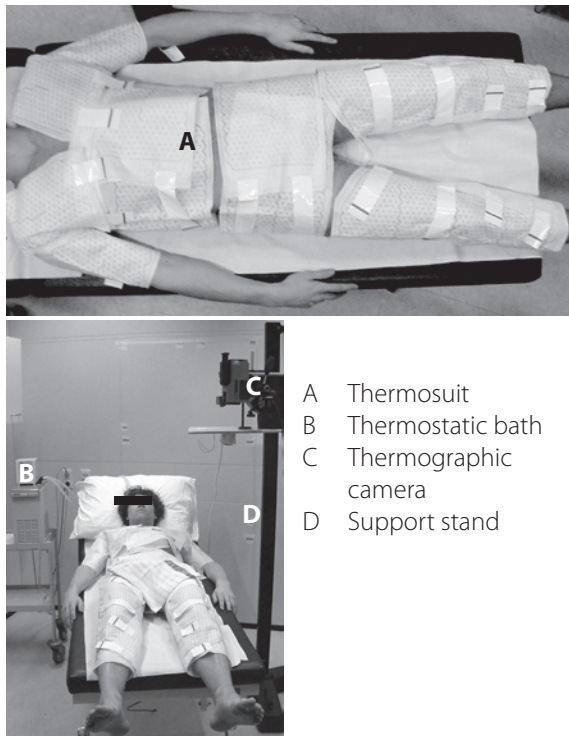 A
B
C
D
A Thermosuit
B Thermostatic bath
C Thermographic
camera
D Support stand